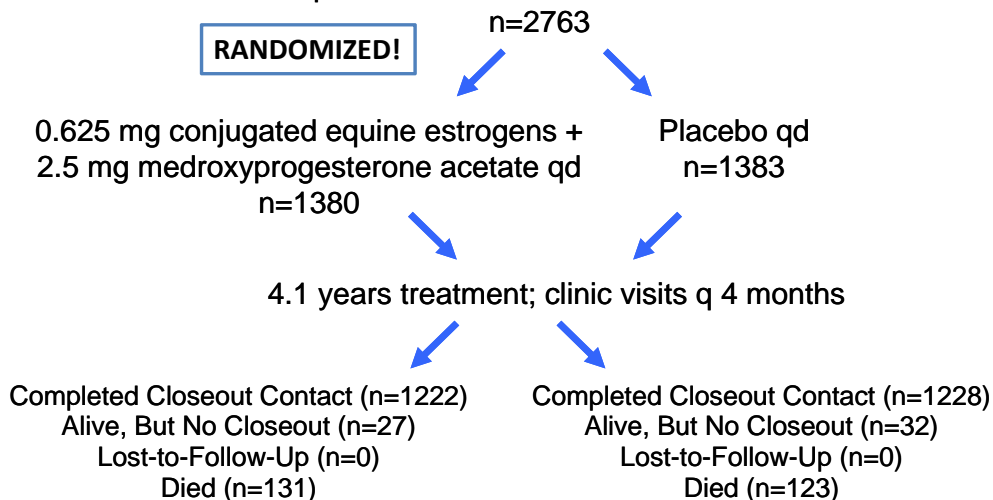 n=2763
RANDOMIZED!
0.625 mg conjugated equine estrogens +
2.5 mg medroxyprogesterone acetate qd
n=1380
Placebo qd
n=1383
4.1 years treatment; clinic visits q 4 months
Completed Closeout Contact (n=1222)
Alive, But No Closeout (n=27)
Lost-to-Follow-Up (n=0)
Died (n=131)
Completed Closeout Contact (n=1228)
Alive, But No Closeout (n=32)
Lost-to-Follow-Up (n=0)
Died (n=123)